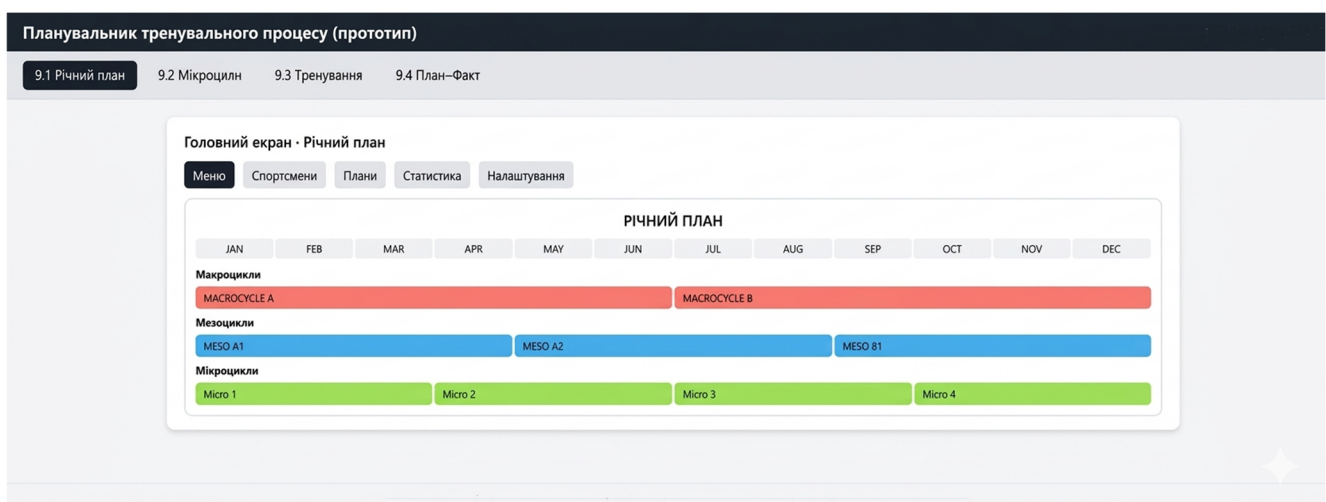 Планувальник тренувального процесу (прототип)
9.1 Річний план 9.2 Мікроцилн 9.3 Тренування 9.4 План–Факт
Головний екран · Річний план
Меню Спортсмени Плани Статистика Налаштування
РІЧНИЙ ПЛАН
JAN FEB MAR APR MAY JUN JUL AUG SEP OCT NOV DEC
Макроцикли
MACROCYCLE A MACROCYCLE B
Мезоцикли
MESO A1 MESO A2 MESO 81
Мікроцикли
Micro 1 Micro 2 Micro 3 Micro 4